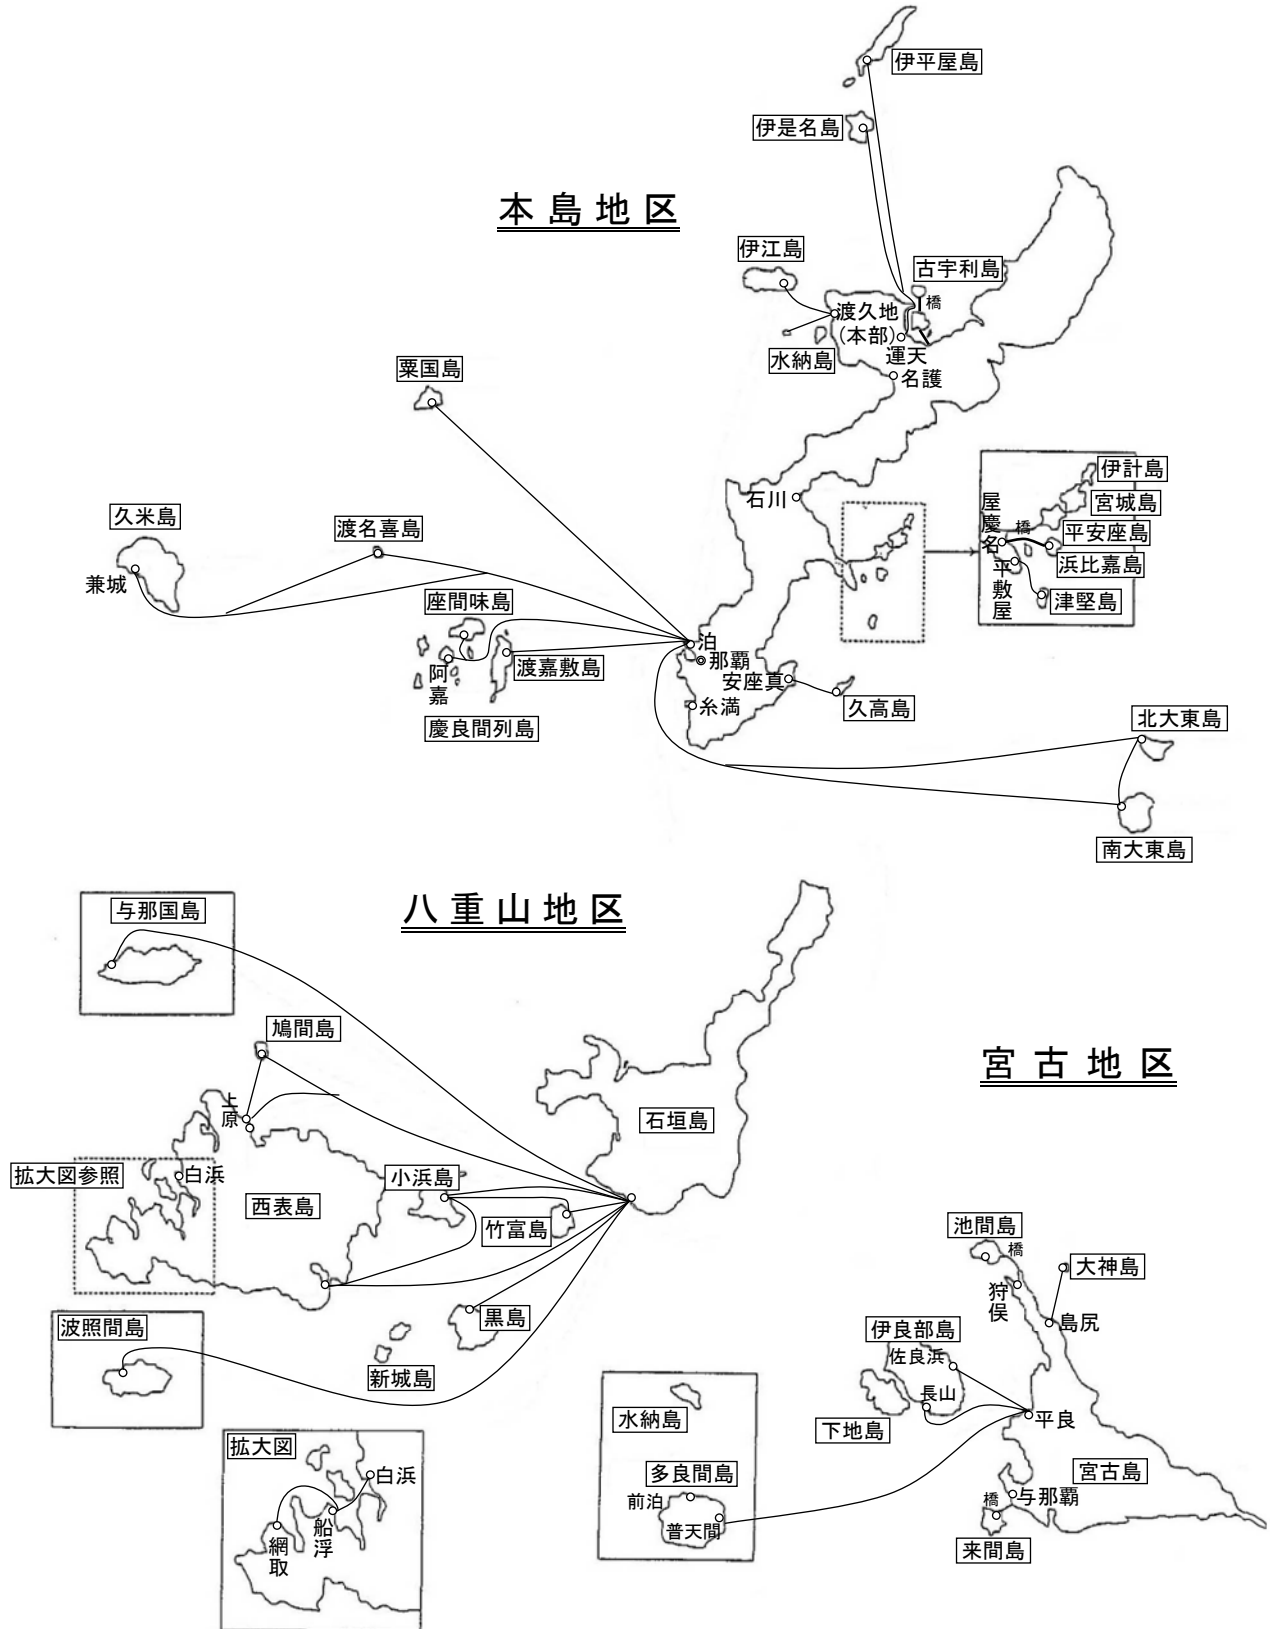 本島地区
伊平屋島
伊是名島
伊江島
古宇利島
橋
渡久地
(本部)
運天
水納島
名護
粟国島
石川
伊計島
宮城島
屋慶名
橋
平安座島
浜比嘉島
平敷屋
津堅島
久米島
兼城
渡名喜島
座間味島
阿嘉
渡嘉敷島
慶良間列島
泊
那覇
安座真
糸満
久高島
北大東島
南大東島
八重山地区
与那国島
鳩間島
上原
石垣島
拡大図参照
白浜
西表島
小浜島
竹富島
波照間島
新城島
黒島
拡大図
白浜
船浮
網取
宮古地区
池間島
橋
大神島
狩俣
島尻
伊良部島
佐良浜
長山
下地島
平良
水納島
多良間島
前泊
普天間
宮古島
与那覇
橋
来間島